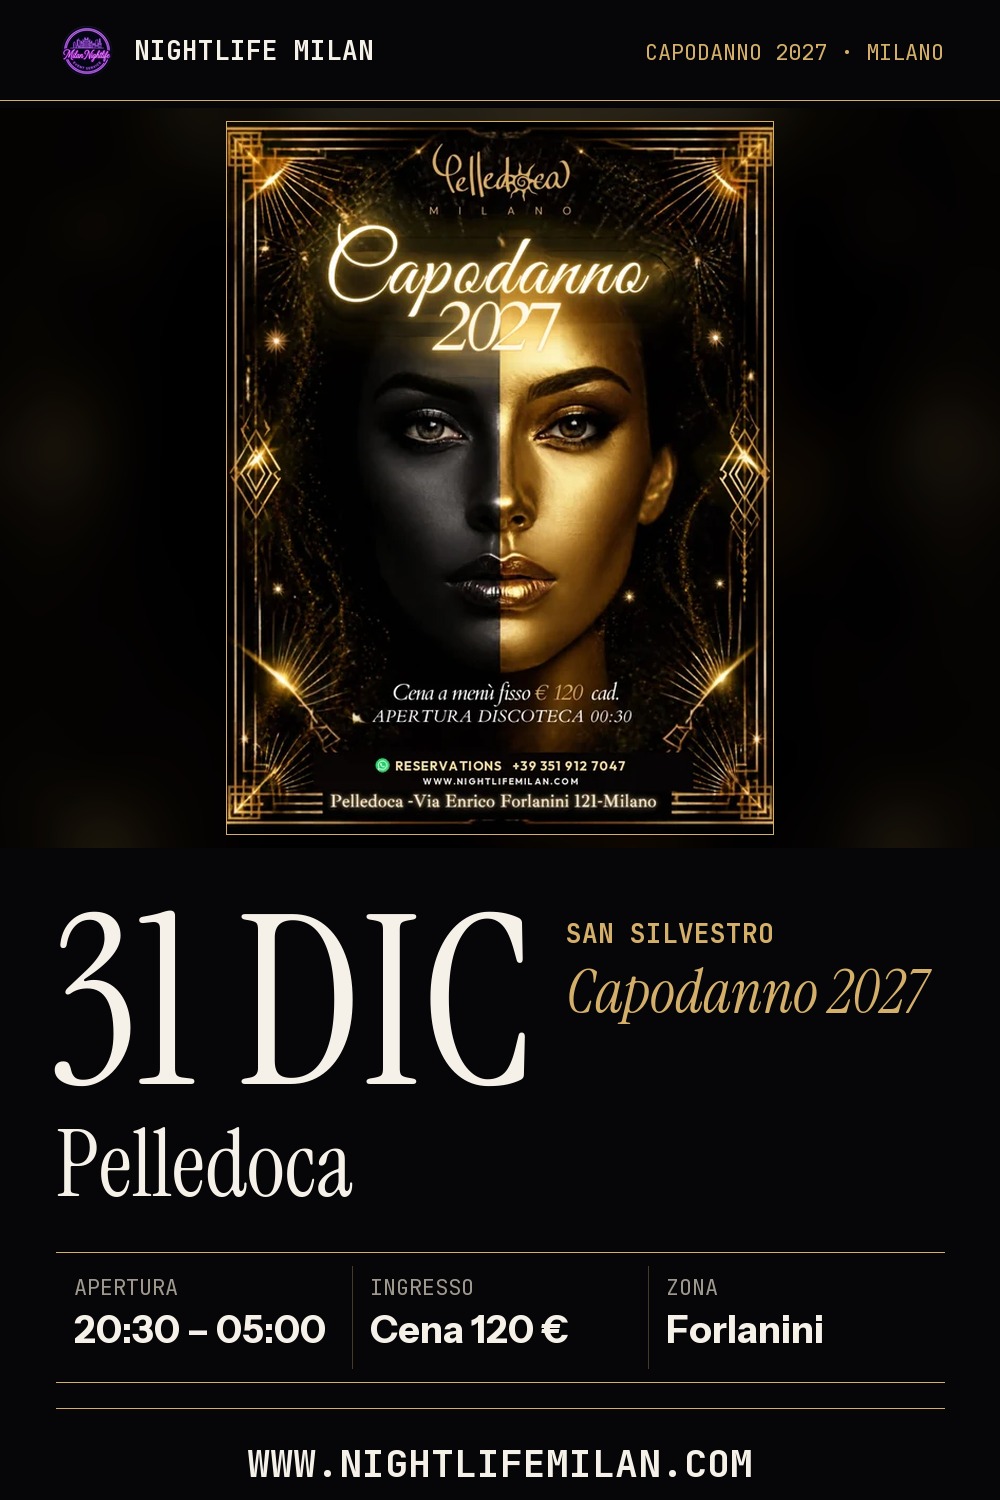 Milan Nightlife
NIGHTLIFE MILAN
CAPODANNO 2027 · MILANO
Pelledoca
MILANO
Capodanno
2027
Cena a menù fisso € 120 cad.
APERTURA DISCOTECA 00:30
RESERVATIONS +39 351 912 7047
WWW.NIGHTLIFEMILAN.COM
Pelledoca -Via Enrico Forlanini 121-Milano
31 DIC
SAN SILVESTRO
Capodanno 2027
Pelledoca
APERTURA
20:30 – 05:00
INGRESSO
Cena 120 €
ZONA
Forlanini
WWW.NIGHTLIFEMILAN.COM